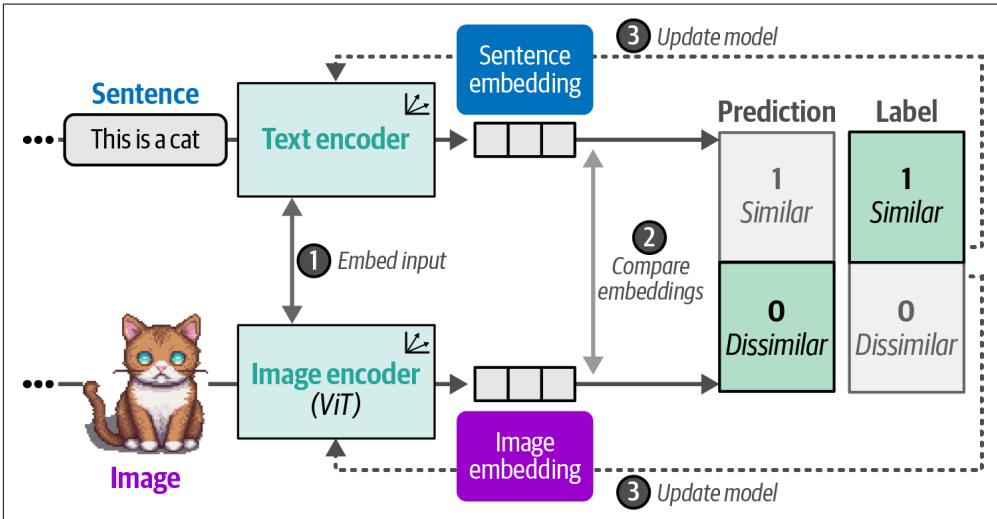 3 Update model
Sentence
embedding
Sentence
This is a cat
Text encoder
Prediction
Label
1
Similar
1
Similar
1 Embed input
2
Compare
embeddings
0
Dissimilar
0
Dissimilar
Image encoder
(ViT)
Image
Image
embedding
3 Update model